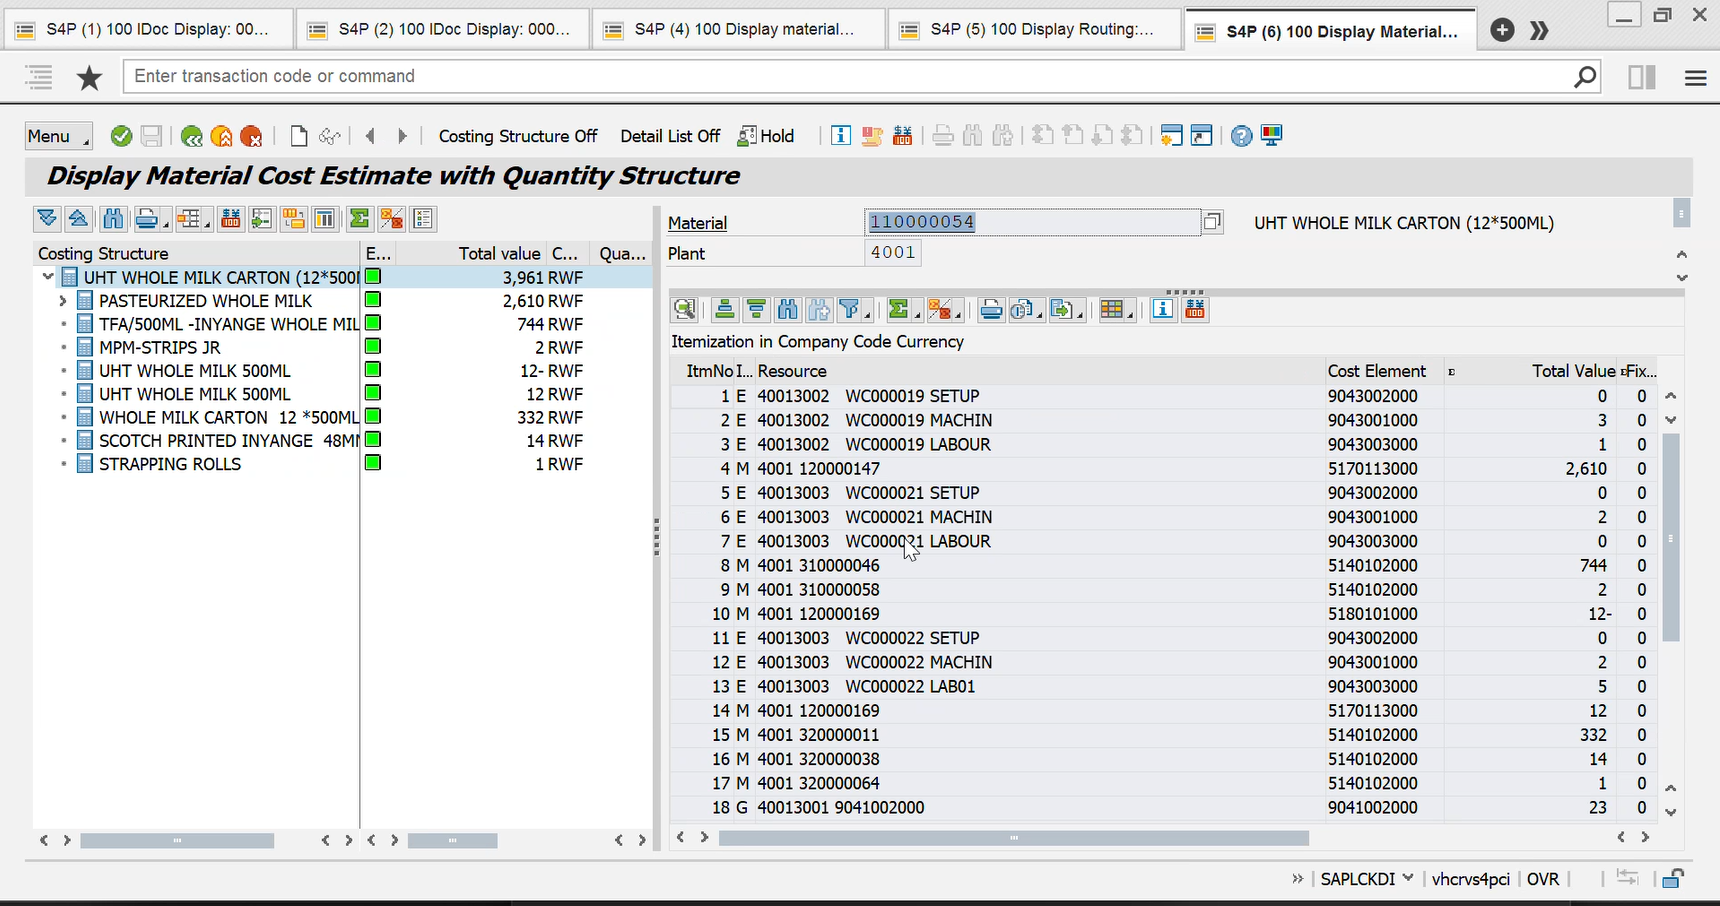 S4P (1) 100 IDoc Display: 00...
S4P (2) 100 IDoc Display: 000...
S4P (4) 100 Display material...
S4P (5) 100 Display Routing:...
S4P (6) 100 Display Material...
Enter transaction code or command
Menu
Costing Structure Off
Detail List Off
Hold
Display Material Cost Estimate with Quantity Structure
Costing Structure E... Total value C... Qua...
UHT WHOLE MILK CARTON (12*500 3,961 RWF
PASTEURIZED WHOLE MILK 2,610 RWF
TFA/500ML -INYANGE WHOLE MIL 744 RWF
MPM-STRIPS JR 2 RWF
UHT WHOLE MILK 500ML 12- RWF
UHT WHOLE MILK 500ML 12 RWF
WHOLE MILK CARTON 12 *500ML 332 RWF
SCOTCH PRINTED INYANGE 48M 14 RWF
STRAPPING ROLLS 1 RWF
Material 110000054 UHT WHOLE MILK CARTON (12*500ML)
Plant 4001
Itemization in Company Code Currency
ItmNo I... Resource Cost Element Total Value Fix...
1 E 40013002 WC000019 SETUP 9043002000 0 0
2 E 40013002 WC000019 MACHIN 9043001000 3 0
3 E 40013002 WC000019 LABOUR 9043003000 1 0
4 M 4001 120000147 5170113000 2,610 0
5 E 40013003 WC000021 SETUP 9043002000 0 0
6 E 40013003 WC000021 MACHIN 9043001000 2 0
7 E 40013003 WC000021 LABOUR 9043003000 0 0
8 M 4001 310000046 5140102000 744 0
9 M 4001 310000058 5140102000 2 0
10 M 4001 120000169 5180101000 12- 0
11 E 40013003 WC000022 SETUP 9043002000 0 0
12 E 40013003 WC000022 MACHIN 9043001000 2 0
13 E 40013003 WC000022 LAB01 9043003000 5 0
14 M 4001 120000169 5170113000 12 0
15 M 4001 320000011 5140102000 332 0
16 M 4001 320000038 5140102000 14 0
17 M 4001 320000064 5140102000 1 0
18 G 40013001 9041002000 9041002000 23 0
SAPLCKDI vhcrvs4pci OVR